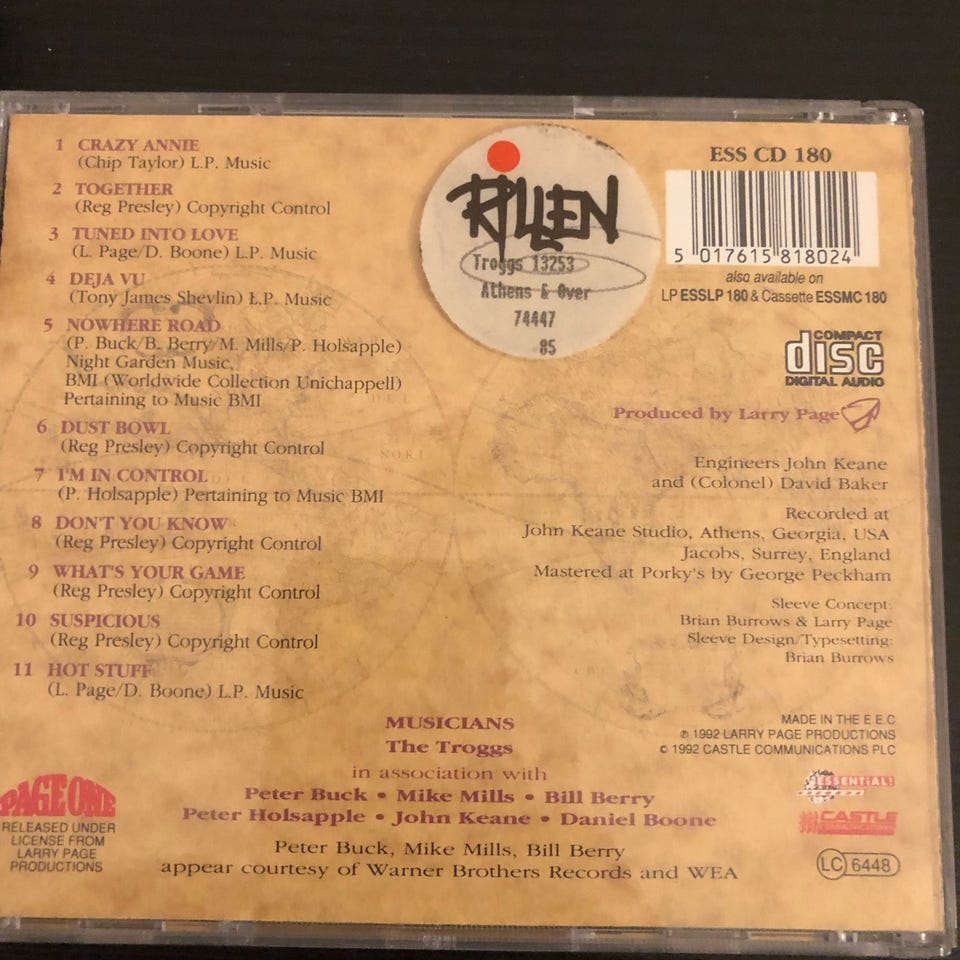 1 CRAZY ANNIE
(Chip Taylor) L.P. Music
2 TOGETHER
(Reg Presley) Copyright Control
3 TUNED INTO LOVE
(L. Page/D. Boone) L.P. Music
4 DEJA VU
(Tony James Shevlin) L.P. Music
5 NOWHERE ROAD
(P. Buck/B. Berry/M. Mills/P. Holsapple)
Night Garden Music,
BMI (Worldwide Collection Unichappell)
Pertaining to Music BMI
6 DUST BOWL
(Reg Presley) Copyright Control
7 I'M IN CONTROL
(P. Holsapple) Pertaining to Music BMI
8 DON'T YOU KNOW
(Reg Presley) Copyright Control
9 WHAT'S YOUR GAME
(Reg Presley) Copyright Control
10 SUSPICIOUS
(Reg Presley) Copyright Control
11 HOT STUFF
(L. Page/D. Boone) L.P. Music
RILLEN
Troggs 13253
Athens & Over
74447
85
ESS CD 180
5 017615 818024
also available on
LP ESSLP 180 & Cassette ESSMC 180
COMPACT
disc
DIGITAL AUDIO
Produced by Larry Page
Engineers John Keane
and (Colonel) David Baker
Recorded at
John Keane Studio, Athens, Georgia, USA
Jacobs, Surrey, England
Mastered at Porky's by George Peckham
Sleeve Concept:
Brian Burrows & Larry Page
Sleeve Design/Typesetting:
Brian Burrows
MUSICIANS
The Troggs
in association with
Peter Buck • Mike Mills • Bill Berry
Peter Holsapple • John Keane • Daniel Boone
Peter Buck, Mike Mills, Bill Berry
appear courtesy of Warner Brothers Records and WEA
PAGE ONE
RELEASED UNDER
LICENSE FROM
LARRY PAGE
PRODUCTIONS
MADE IN THE E.E.C
℗ 1992 LARRY PAGE PRODUCTIONS
© 1992 CASTLE COMMUNICATIONS PLC
ESSENTIAL!
CASTLE
LC 6448